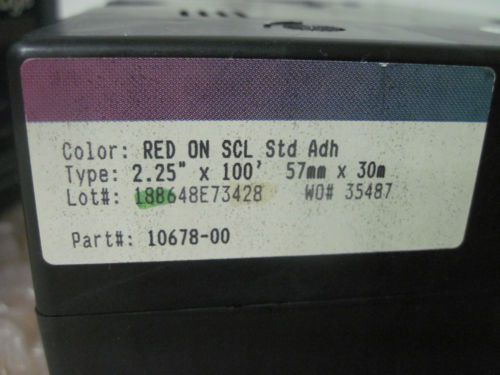 Color: RED ON SCL Std Adh
Type: 2.25" x 100' 57mm x 30m
Lot#: 188648E73428 WO# 35487
Part#: 10678-00